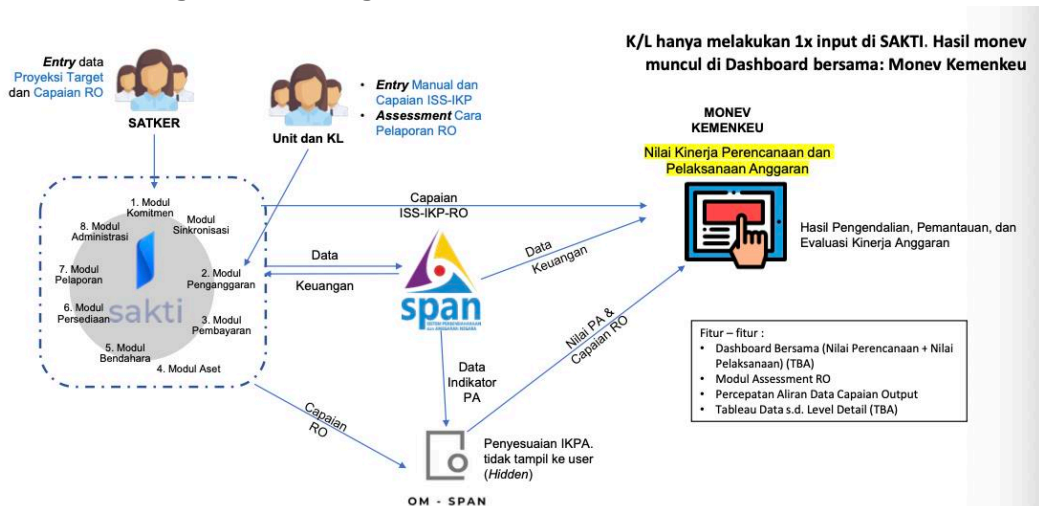 K/L hanya melakukan 1x input di SAKTI. Hasil monev
muncul di Dashboard bersama: Monev Kemenkeu
Entry data
Proyeksi Target
dan Capaian RO
SATKER
Unit dan KL
• Entry Manual dan
Capaian ISS-IKP
• Assessment Cara
Pelaporan RO
MONEV
KEMENKEU
Nilai Kinerja Perencanaan dan
Pelaksanaan Anggaran
Hasil Pengendalian, Pemantauan, dan
Evaluasi Kinerja Anggaran
1. Modul
Komitmen
Modul
Sinkronisasi
8. Modul
Administrasi
7. Modul
Pelaporan
2. Modul
Penganggaran
6. Modul
Persediaan
sakti
3. Modul
Pembayaran
5. Modul
Bendahara
4. Modul Aset
Capaian
ISS-IKP-RO
Data
Keuangan
span
SISTEM PERBENDAHARAAN
DAN ANGGARAN NEGARA
Data
Keuangan
Nilai PA &
Capaian RO
Data
Indikator
PA
Capaian
RO
Penyesuaian IKPA.
tidak tampil ke user
(Hidden)
OM - SPAN
Fitur – fitur :
• Dashboard Bersama (Nilai Perencanaan + Nilai
Pelaksanaan) (TBA)
• Modul Assessment RO
• Percepatan Aliran Data Capaian Output
• Tableau Data s.d. Level Detail (TBA)